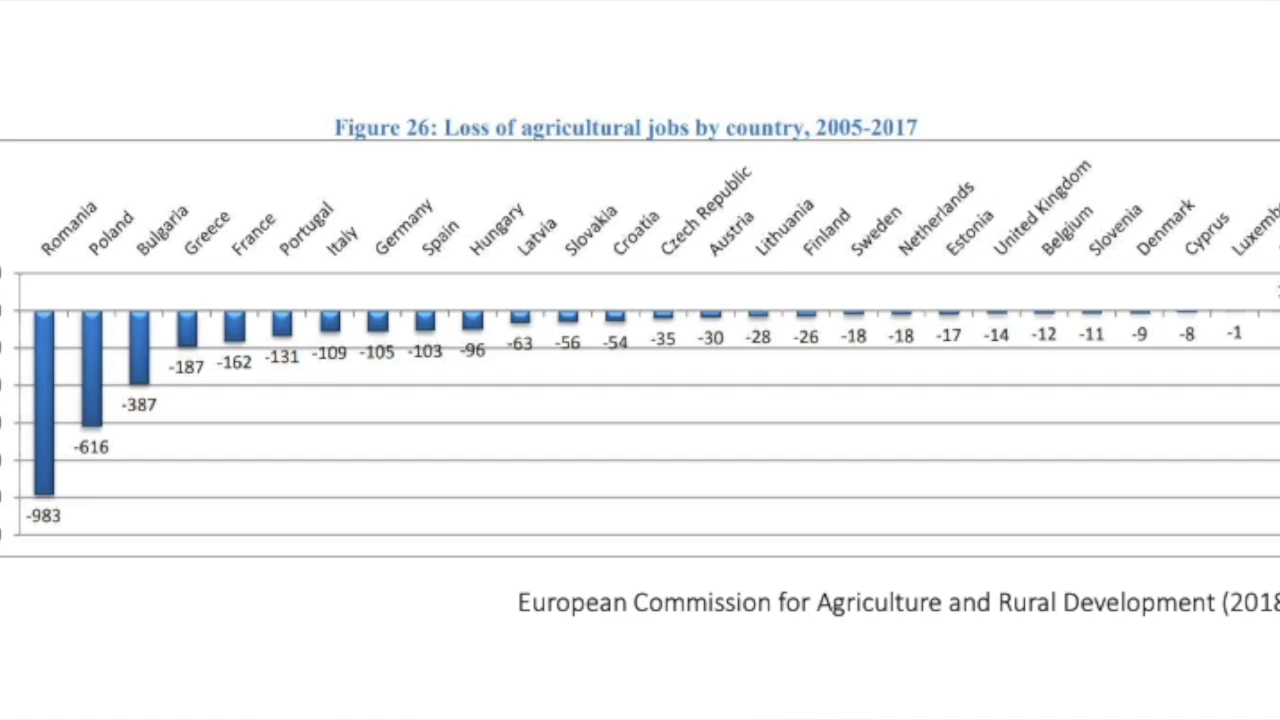 Figure 26: Loss of agricultural jobs by country, 2005-2017
Romania Poland Bulgaria Greece France Portugal Italy Germany Spain Hungary Latvia Slovakia Croatia Czech Republic Austria Lithuania Finland Sweden Netherlands Estonia United Kingdom Belgium Slovenia Denmark Cyprus Luxemb
-983 -616 -387 -187 -162 -131 -109 -105 -103 -96 -63 -56 -54 -35 -30 -28 -26 -18 -18 -17 -14 -12 -11 -9 -8 -1
European Commission for Agriculture and Rural Development (2018